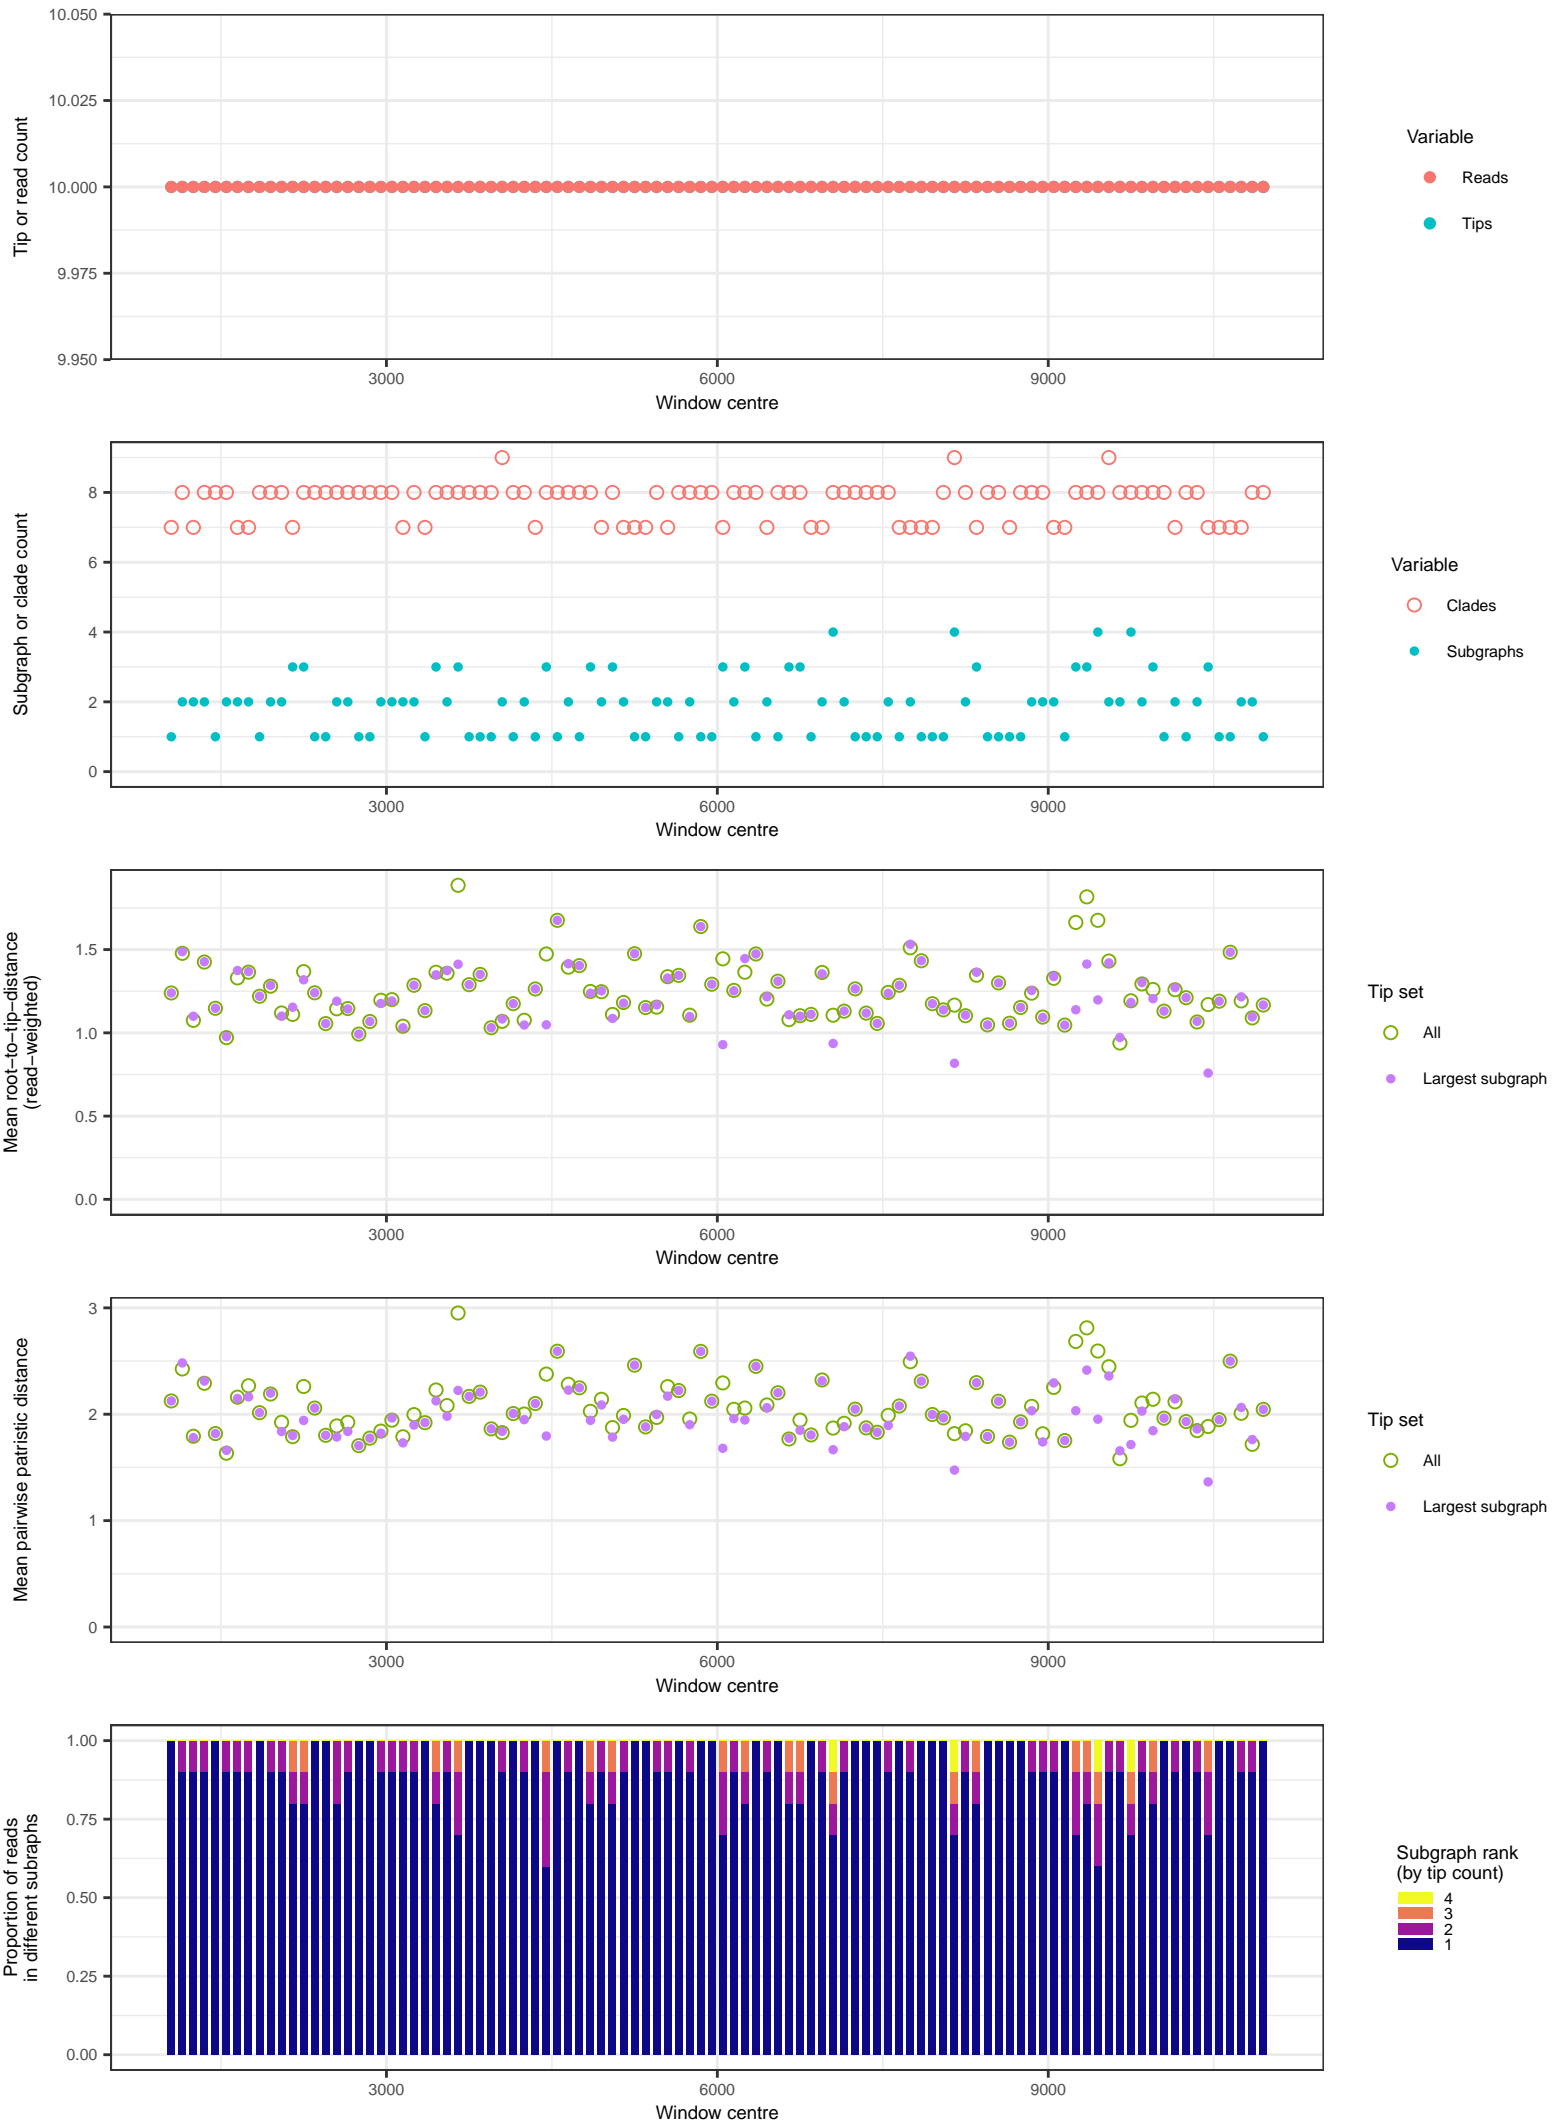 10.050
10.025
10.000
9.975
9.950
Tip or read count
3000
6000
9000
Window centre
Variable
Reads
Tips
8
6
4
2
0
Subgraph or clade count
3000
6000
9000
Window centre
Variable
Clades
Subgraphs
1.5
1.0
0.5
0.0
Mean root−to−tip−distance
(read−weighted)
3000
6000
9000
Window centre
Tip set
All
Largest subgraph
3
2
1
0
Mean pairwise patristic distance
3000
6000
9000
Window centre
Tip set
All
Largest subgraph
1.00
0.75
0.50
0.25
0.00
Proportion of reads
in different subraphs
3000
6000
9000
Window centre
Subgraph rank
(by tip count)
4
3
2
1